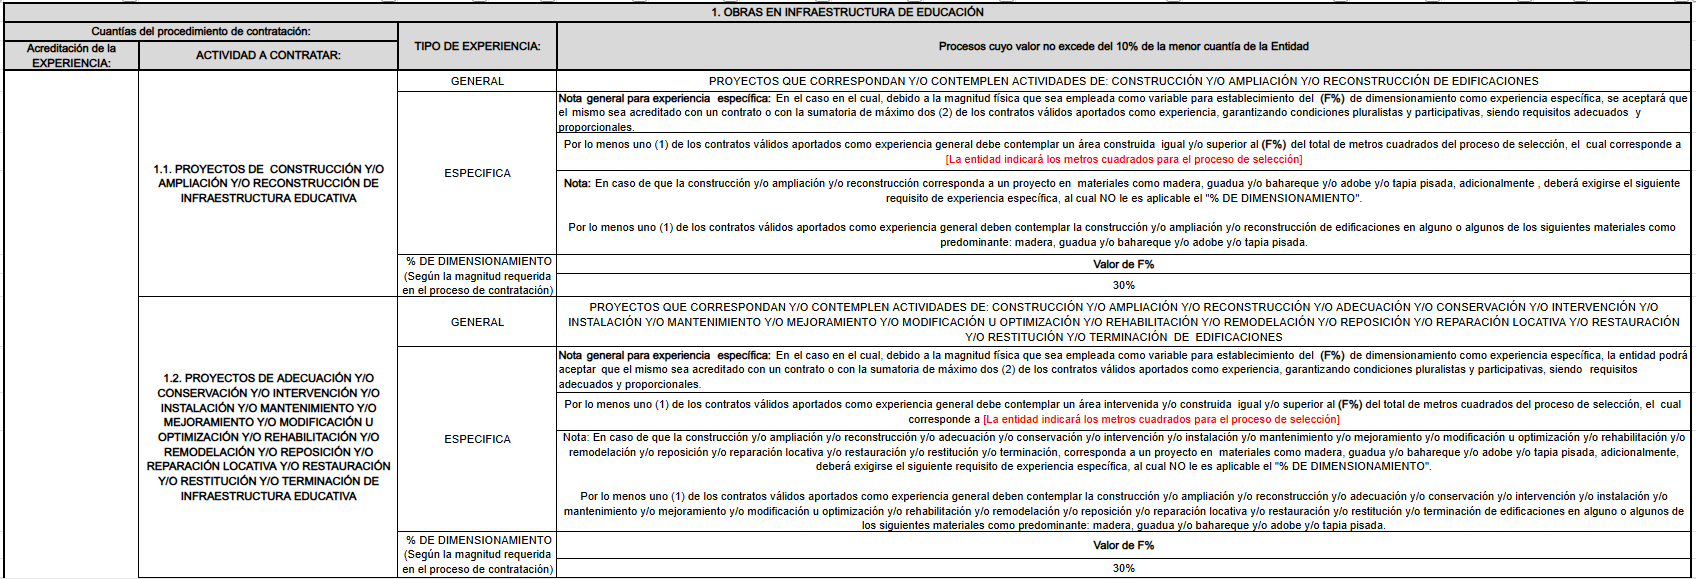 1. OBRAS EN INFRAESTRUCTURA DE EDUCACIÓN
Cuantías del procedimiento de contratación:
Acreditación de la
EXPERIENCIA:
ACTIVIDAD A CONTRATAR:
TIPO DE EXPERIENCIA:
Procesos cuyo valor no excede del 10% de la menor cuantía de la Entidad
1.1. PROYECTOS DE CONSTRUCCIÓN Y/O
AMPLIACIÓN Y/O RECONSTRUCCIÓN DE
INFRAESTRUCTURA EDUCATIVA
GENERAL
PROYECTOS QUE CORRESPONDAN Y/O CONTEMPLEN ACTIVIDADES DE: CONSTRUCCIÓN Y/O AMPLIACIÓN Y/O RECONSTRUCCIÓN DE EDIFICACIONES
ESPECIFICA
Nota general para experiencia específica: En el caso en el cual, debido a la magnitud física que sea empleada como variable para establecimiento del (F%) de dimensionamiento como experiencia específica, se aceptará que
el mismo sea acreditado con un contrato o con la sumatoria de máximo dos (2) de los contratos válidos aportados como experiencia, garantizando condiciones pluralistas y participativas, siendo requisitos adecuados y
proporcionales.
Por lo menos uno (1) de los contratos válidos aportados como experiencia general debe contemplar un área construida igual y/o superior al (F%) del total de metros cuadrados del proceso de selección, el cual corresponde a
[La entidad indicará los metros cuadrados para el proceso de selección]
Nota: En caso de que la construcción y/o ampliación y/o reconstrucción corresponda a un proyecto en materiales como madera, guadua y/o bahareque y/o adobe y/o tapia pisada, adicionalmente , deberá exigirse el siguiente
requisito de experiencia específica, al cual NO le es aplicable el "% DE DIMENSIONAMIENTO".
Por lo menos uno (1) de los contratos válidos aportados como experiencia general deben contemplar la construcción y/o ampliación y/o reconstrucción de edificaciones en alguno o algunos de los siguientes materiales como
predominante: madera, guadua y/o bahareque y/o adobe y/o tapia pisada.
% DE DIMENSIONAMIENTO
(Según la magnitud requerida
en el proceso de contratación)
Valor de F%
30%
1.2. PROYECTOS DE ADECUACIÓN Y/O
CONSERVACIÓN Y/O INTERVENCIÓN Y/O
INSTALACIÓN Y/O MANTENIMIENTO Y/O
MEJORAMIENTO Y/O MODIFICACIÓN U
OPTIMIZACIÓN Y/O REHABILITACIÓN Y/O
REMODELACIÓN Y/O REPOSICIÓN Y/O
REPARACIÓN LOCATIVA Y/O RESTAURACIÓN
Y/O RESTITUCIÓN Y/O TERMINACIÓN DE
INFRAESTRUCTURA EDUCATIVA
GENERAL
PROYECTOS QUE CORRESPONDAN Y/O CONTEMPLEN ACTIVIDADES DE: CONSTRUCCIÓN Y/O AMPLIACIÓN Y/O RECONSTRUCCIÓN Y/O ADECUACIÓN Y/O CONSERVACIÓN Y/O INTERVENCIÓN Y/O
INSTALACIÓN Y/O MANTENIMIENTO Y/O MEJORAMIENTO Y/O MODIFICACIÓN U OPTIMIZACIÓN Y/O REHABILITACIÓN Y/O REMODELACIÓN Y/O REPOSICIÓN Y/O REPARACIÓN LOCATIVA Y/O RESTAURACIÓN
Y/O RESTITUCIÓN Y/O TERMINACIÓN DE EDIFICACIONES
ESPECIFICA
Nota general para experiencia específica: En el caso en el cual, debido a la magnitud física que sea empleada como variable para establecimiento del (F%) de dimensionamiento como experiencia específica, la entidad podrá
aceptar que el mismo sea acreditado con un contrato o con la sumatoria de máximo dos (2) de los contratos válidos aportados como experiencia, garantizando condiciones pluralistas y participativas, siendo requisitos
adecuados y proporcionales.
Por lo menos uno (1) de los contratos válidos aportados como experiencia general debe contemplar un área intervenida y/o construida igual y/o superior al (F%) del total de metros cuadrados del proceso de selección, el cual
corresponde a [La entidad indicará los metros cuadrados para el proceso de selección]
Nota: En caso de que la construcción y/o ampliación y/o reconstrucción y/o adecuación y/o conservación y/o intervención y/o instalación y/o mantenimiento y/o mejoramiento y/o modificación u optimización y/o rehabilitación y/o
remodelación y/o reposición y/o reparación locativa y/o restauración y/o restitución y/o terminación, corresponda a un proyecto en materiales como madera, guadua y/o bahareque y/o adobe y/o tapia pisada, adicionalmente,
deberá exigirse el siguiente requisito de experiencia específica, al cual NO le es aplicable el "% DE DIMENSIONAMIENTO".
Por lo menos uno (1) de los contratos válidos aportados como experiencia general deben contemplar la construcción y/o ampliación y/o reconstrucción y/o adecuación y/o conservación y/o intervención y/o instalación y/o
mantenimiento y/o mejoramiento y/o modificación u optimización y/o rehabilitación y/o remodelación y/o reposición y/o reparación locativa y/o restauración y/o restitución y/o terminación de edificaciones en alguno o algunos de
los siguientes materiales como predominante: madera, guadua y/o bahareque y/o adobe y/o tapia pisada.
% DE DIMENSIONAMIENTO
(Según la magnitud requerida
en el proceso de contratación)
Valor de F%
30%